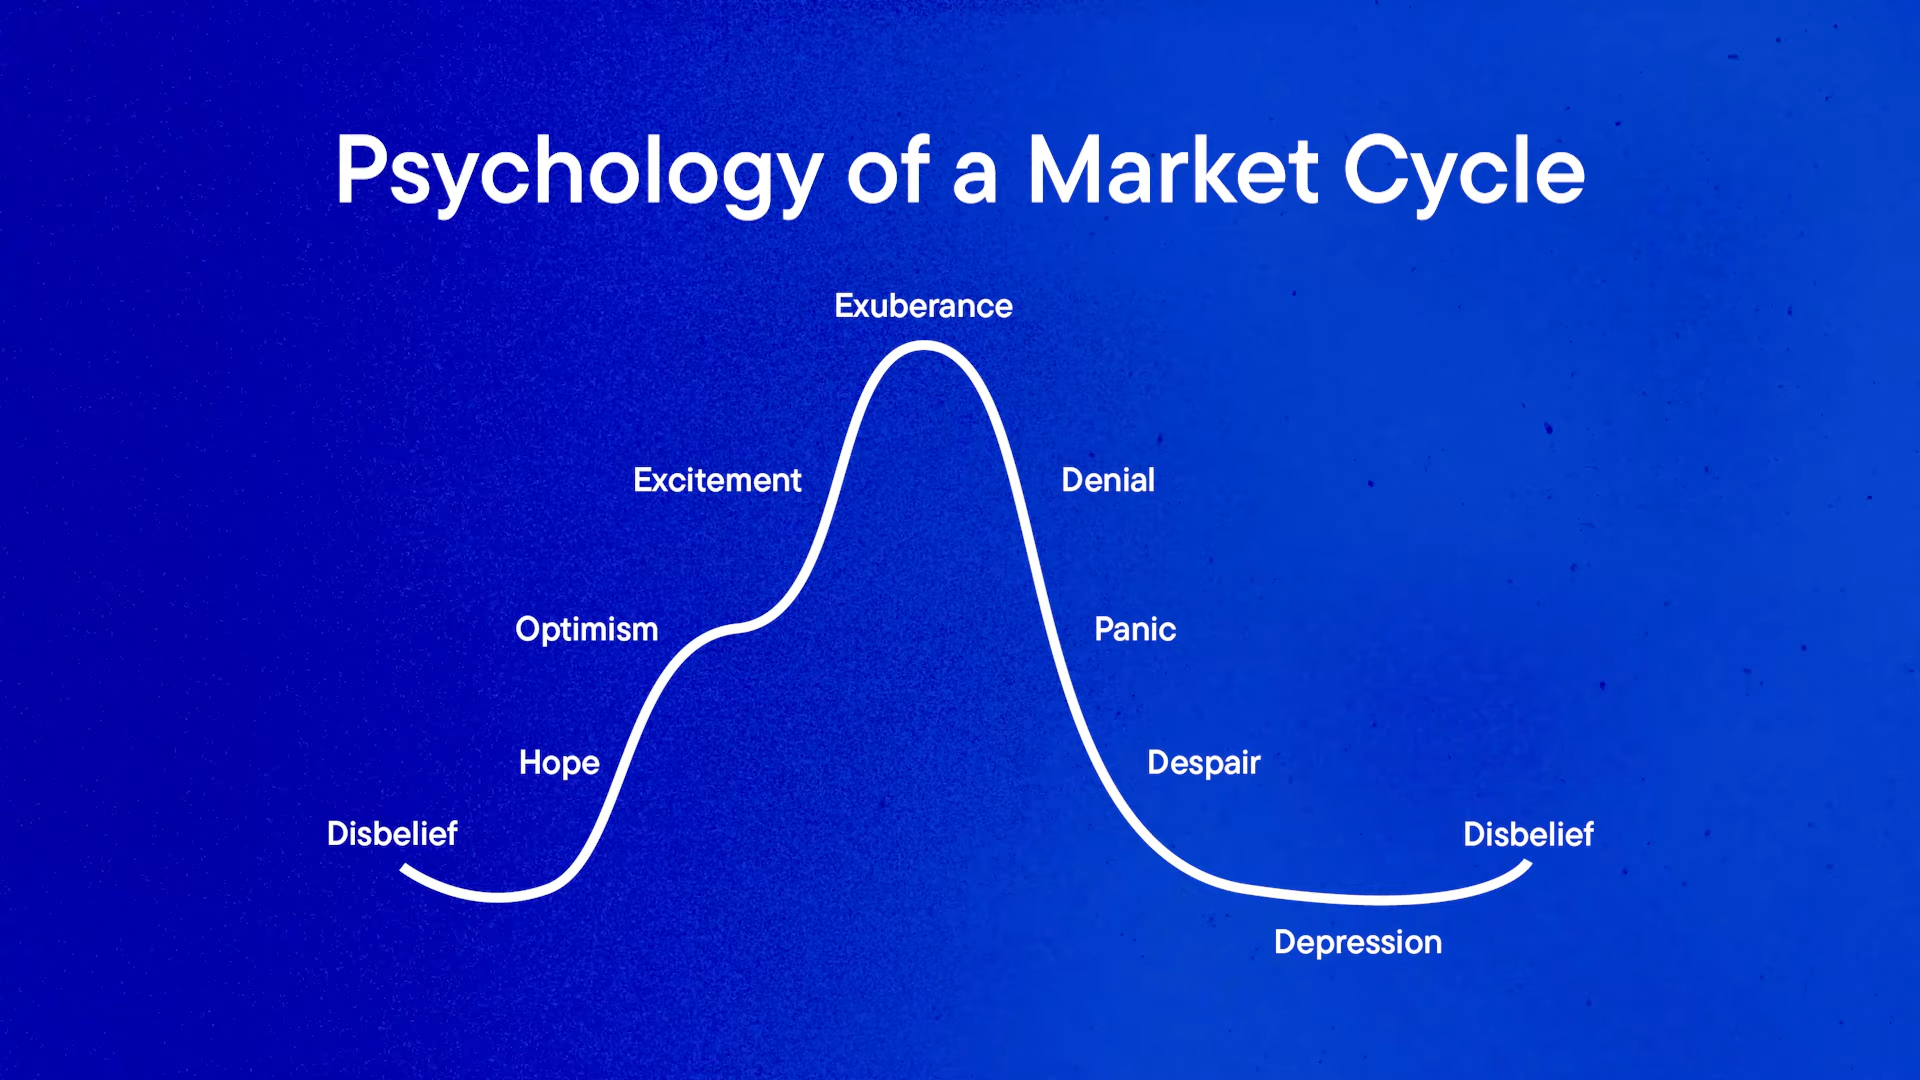 Psychology of a Market Cycle
Exuberance
Excitement
Denial
Optimism
Panic
Hope
Despair
Disbelief
Disbelief
Depression